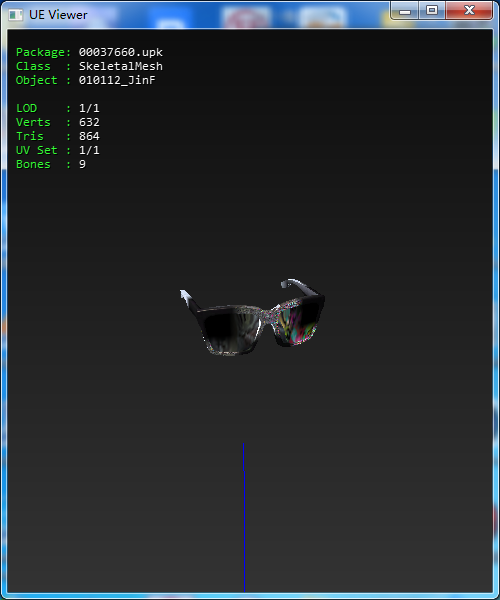 UE Viewer
Package: 00037660.upk
Class : SkeletalMesh
Object : 010112_JinF
LOD : 1/1
Verts : 632
Tris : 864
UV Set : 1/1
Bones : 9